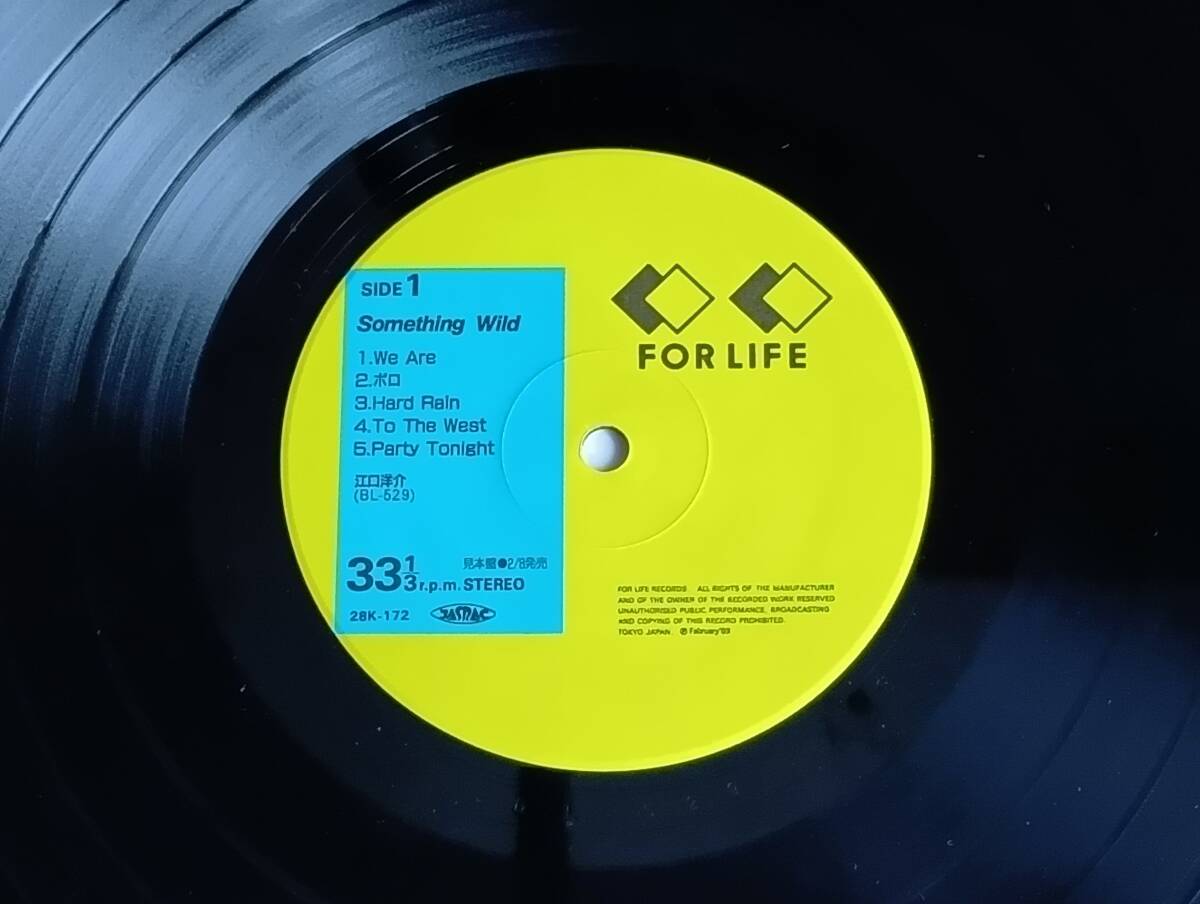 SIDE 1
Something Wild
1.We Are
2.ボロ
3.Hard Rain
4.To The West
5.Party Tonight
江口洋介
(BL-529)
33 1/3 r.p.m. STEREO
見本盤●2/8発売
28K-172
JASRAC
FOR LIFE
FOR LIFE RECORDS ALL RIGHTS OF THE MANUFACTURER
AND OF THE OWNER OF THE RECORDED WORK RESERVED
UNAUTHORISED PUBLIC PERFORMANCE, BROADCASTING
AND COPYING OF THIS RECORD PROHIBITED.
TOKYO JAPAN. ℗ February'89